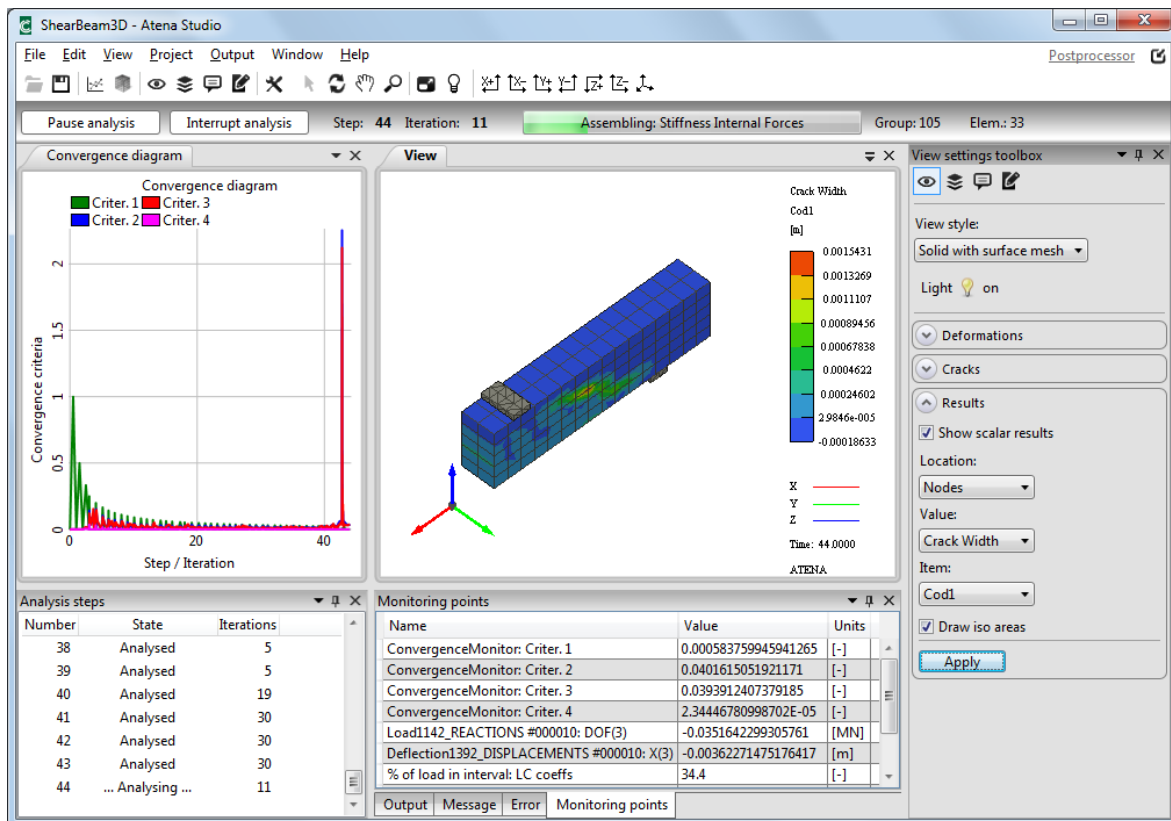 ShearBeam3D - Atena Studio
File Edit View Project Output Window Help
Postprocessor
X+ X- Y+ Y- Z+ Z-
Pause analysis Interrupt analysis Step: 44 Iteration: 11 Assembling: Stiffness Internal Forces Group: 105 Elem.: 33
Convergence diagram
Convergence diagram
Criter. 1 Criter. 3
Criter. 2 Criter. 4
Convergence criteria
2
1.5
1
0.5
0
0 20 40
Step / Iteration
View
Crack Width
Cod1
[m]
0.0015431
0.0013269
0.0011107
0.00089456
0.00067838
0.0004622
0.00024602
2.9846e-005
-0.00018633
X
Y
Z
Time: 44.0000
ATENA
View settings toolbox
View style:
Solid with surface mesh
Light on
Deformations
Cracks
Results
Show scalar results
Location:
Nodes
Value:
Crack Width
Item:
Cod1
Draw iso areas
Apply
Analysis steps
Number State Iterations
38 Analysed 5
39 Analysed 5
40 Analysed 19
41 Analysed 30
42 Analysed 30
43 Analysed 30
44 ... Analysing ... 11
Monitoring points
Name Value Units
ConvergenceMonitor: Criter. 1 0.000583759945941265 [-]
ConvergenceMonitor: Criter. 2 0.0401615051921171 [-]
ConvergenceMonitor: Criter. 3 0.0393912407379185 [-]
ConvergenceMonitor: Criter. 4 2.34446780998702E-05 [-]
Load1142_REACTIONS #000010: DOF(3) -0.0351642299305761 [MN]
Deflection1392_DISPLACEMENTS #000010: X(3) -0.00362271475176417 [m]
% of load in interval: LC coeffs 34.4 [-]
Output Message Error Monitoring points